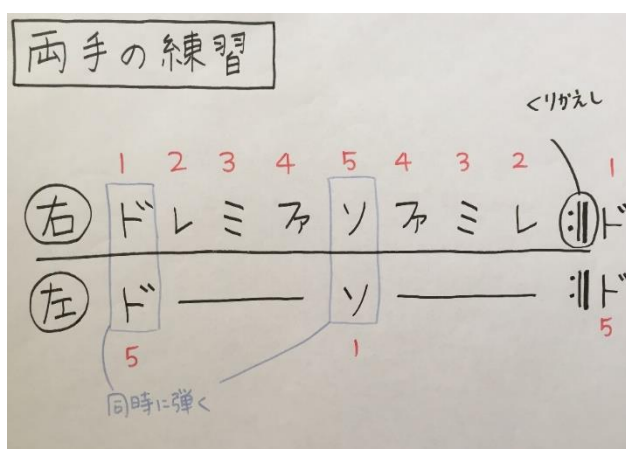 両手の練習
くりかえし
1 2 3 4 5 4 3 2 1
右 ド レ ミ ファ ソ ファ ミ レ :‖ ド
左 ド ――― ソ ――― :‖ ド
5 1 5
同時に弾く